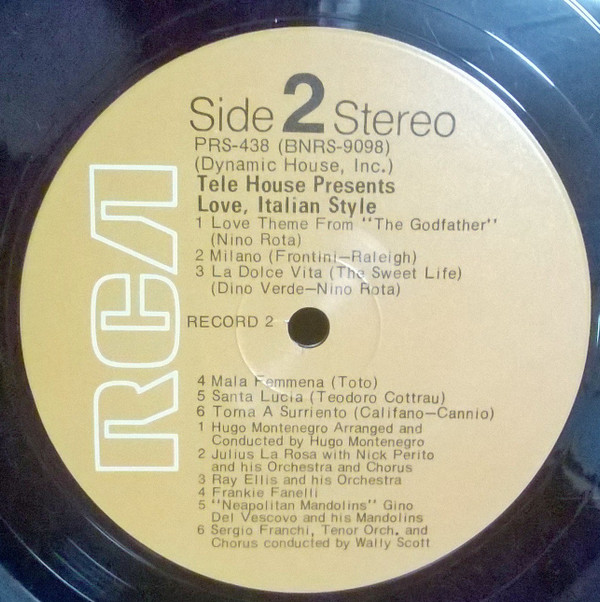 Side 2 Stereo
PRS-438 (BNRS-9098)
(Dynamic House, Inc.)
Tele House Presents
Love, Italian Style
1 Love Theme From "The Godfather"
(Nino Rota)
2 Milano (Frontini—Raleigh)
3 La Dolce Vita (The Sweet Life)
(Dino Verde—Nino Rota)
RCA
RECORD 2
4 Mala Femmena (Toto)
5 Santa Lucia (Teodoro Cottrau)
6 Torna A Surriento (Califano—Cannio)
1 Hugo Montenegro Arranged and
Conducted by Hugo Montenegro
2 Julius La Rosa with Nick Perito
and his Orchestra and Chorus
3 Ray Ellis and his Orchestra
4 Frankie Fanelli
5 "Neapolitan Mandolins" Gino
Del Vescovo and his Mandolins
6 Sergio Franchi, Tenor Orch. and
Chorus conducted by Wally Scott